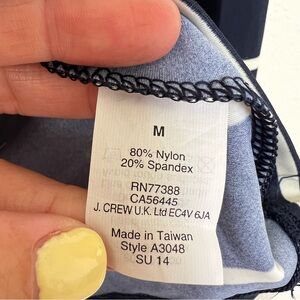 M
80% Nylon
20% Spandex
RN77388
CA56445
J. CREW U.K. Ltd EC4V 6JA
Made in Taiwan
Style A3048
SU 14